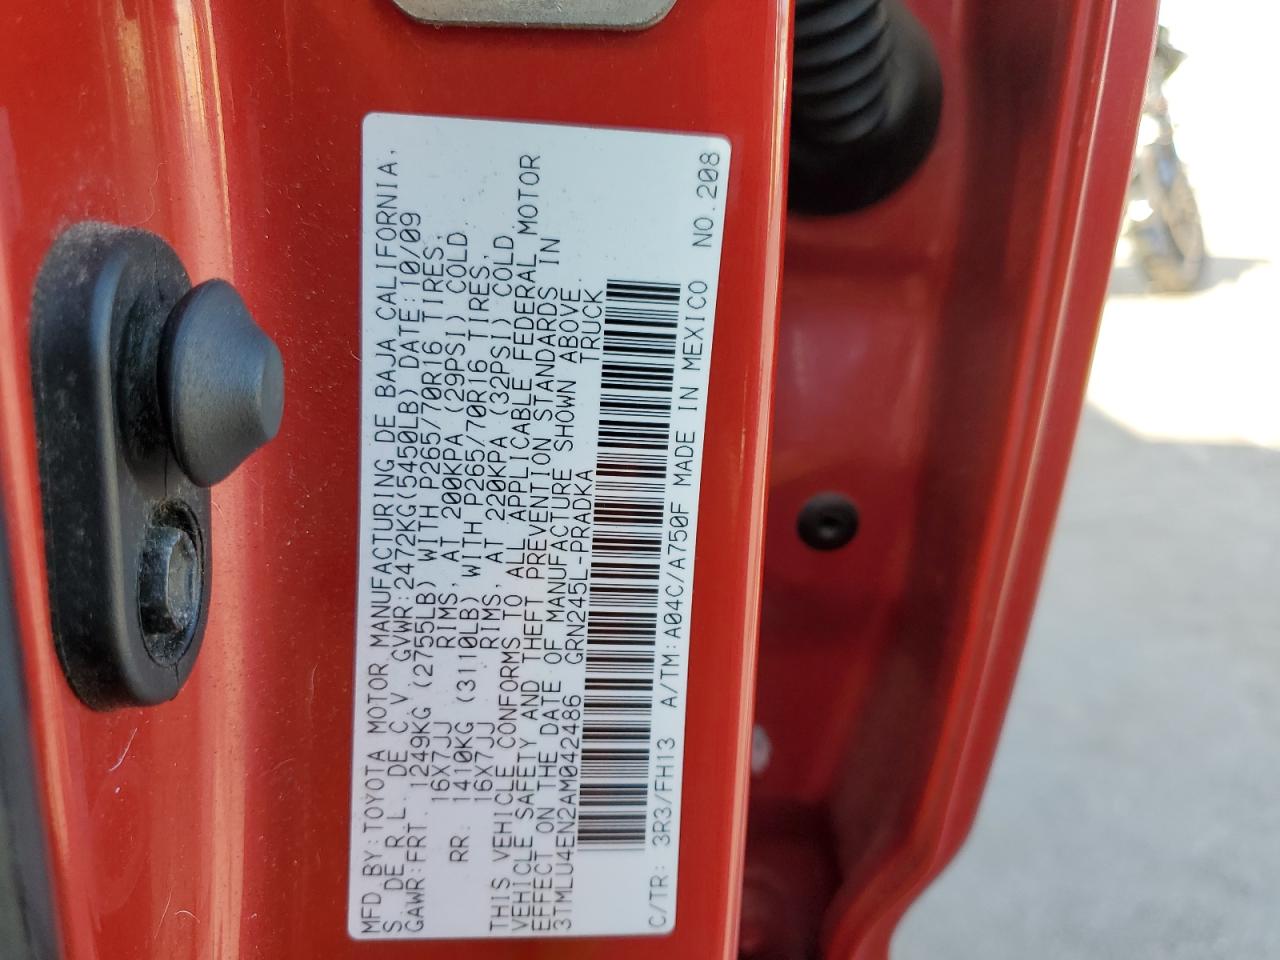 MFD.BY:TOYOTA MOTOR MANUFACTURING DE BAJA CALIFORNIA,
S. DE R.L. DE C.V. GVWR:2472KG(5450LB) DATE:10/09
GAWR:FRT. 1249KG (2755LB) WITH P265/70R16 TIRES,
16X7JJ RIMS, AT 200KPA (29PSI) COLD
RR: 1410KG (3110LB) WITH P265/70R16 TIRES,
16X7JJ RIMS, AT 220KPA (32PSI) COLD
THIS VEHICLE CONFORMS TO ALL APPLICABLE FEDERAL MOTOR
VEHICLE SAFETY AND THEFT PREVENTION STANDARDS IN
EFFECT ON THE DATE OF MANUFACTURE SHOWN ABOVE.
3TMLU4EN2AM042486 GRN245L-PRADKA TRUCK
C/TR: 3R3/FH13 A/TM:A04C/A750F MADE IN MEXICO NO.208